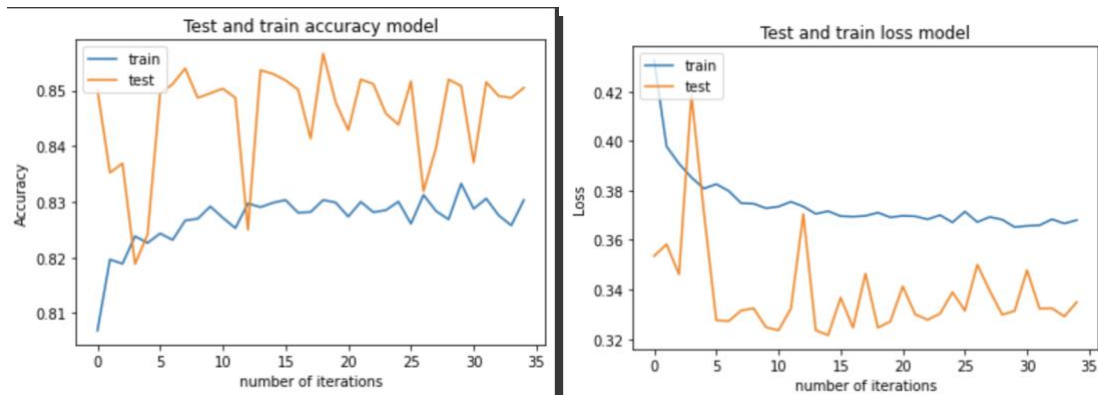 Test and train accuracy model
train
test
0.85
0.84
0.83
0.82
0.81
Accuracy
0 5 10 15 20 25 30 35
number of iterations
Test and train loss model
train
test
0.42
0.40
0.38
0.36
0.34
0.32
Loss
0 5 10 15 20 25 30 35
number of iterations